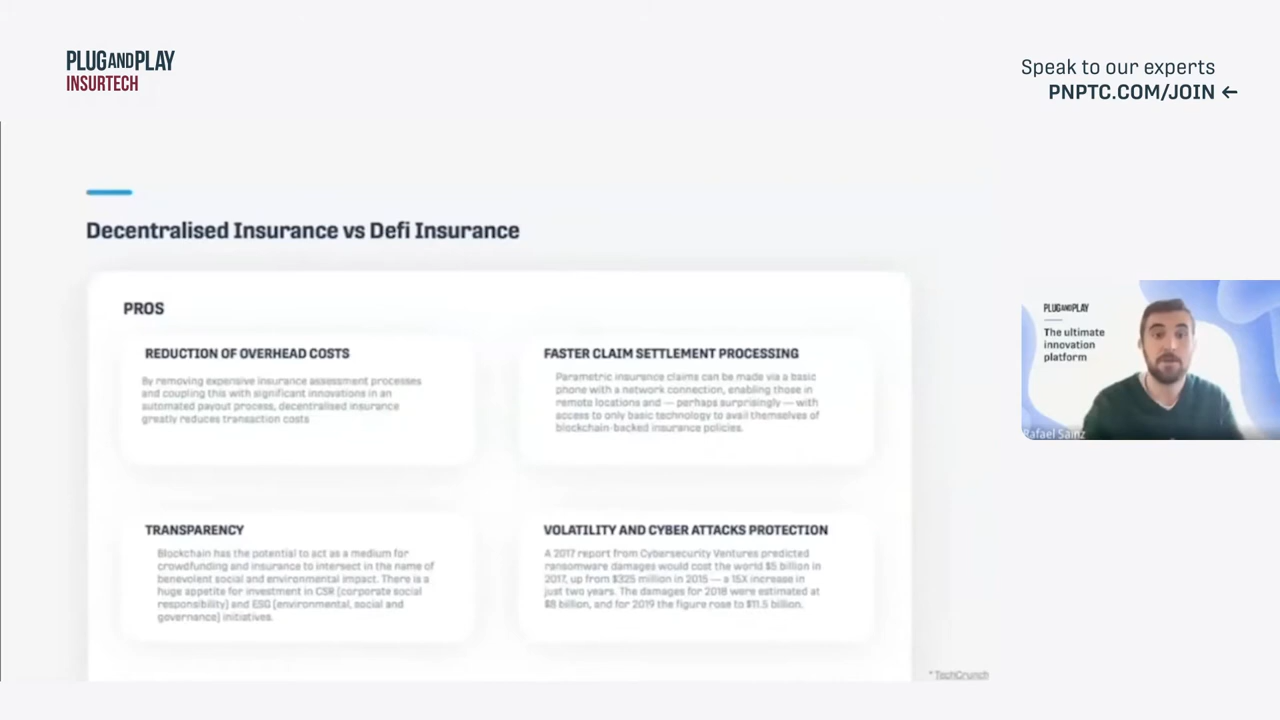 PLUG AND PLAY
INSURTECH
Speak to our experts
PNPTC.COM/JOIN ←
Decentralised Insurance vs Defi Insurance
PROS
REDUCTION OF OVERHEAD COSTS
By removing expensive insurance assessment processes
and coupling this with significant innovations in an
automated payout process, decentralised insurance
greatly reduces transaction costs
FASTER CLAIM SETTLEMENT PROCESSING
Parametric insurance claims can be made via a basic
phone with a network connection, enabling those in
remote locations and — perhaps surprisingly — with
access to only basic technology to avail themselves of
blockchain-backed insurance policies.
TRANSPARENCY
Blockchain has the potential to act as a medium for
crowdfunding and insurance to intersect in the name of
benevolent social and environmental impact. There is a
huge appetite for investment in CSR (corporate social
responsibility) and ESG (environmental, social and
governance) initiatives.
VOLATILITY AND CYBER ATTACKS PROTECTION
A 2017 report from Cybersecurity Ventures predicted
ransomware damages would cost the world $5 billion in
2017, up from $325 million in 2015 — a 15X increase in
just two years. The damages for 2018 were estimated at
$8 billion, and for 2019 the figure rose to $11.5 billion.
* TechCrunch
PLUG AND PLAY
The ultimate
innovation
platform
Rafael Sainz